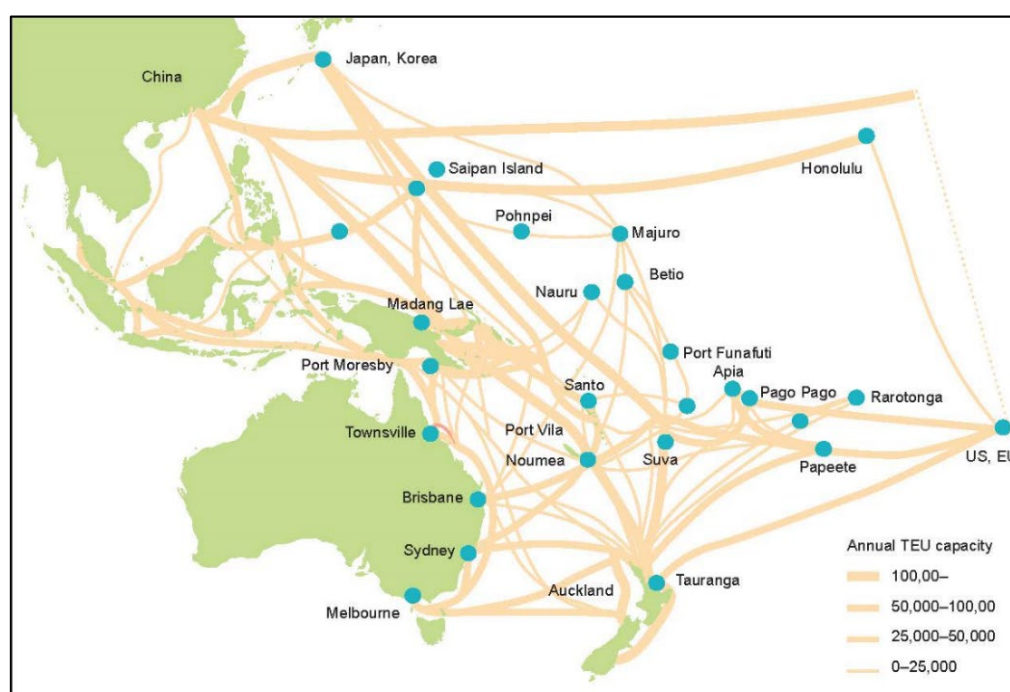 China
Japan, Korea
Saipan Island
Honolulu
Pohnpei
Majuro
Betio
Nauru
Madang Lae
Port Moresby
Port Funafuti
Apia
Santo
Pago Pago
Rarotonga
Townsville
Port Vila
Noumea
Suva
Papeete
US, EU
Brisbane
Sydney
Annual TEU capacity
Auckland
Tauranga
Melbourne
100,00–
50,000–100,00
25,000–50,000
0–25,000